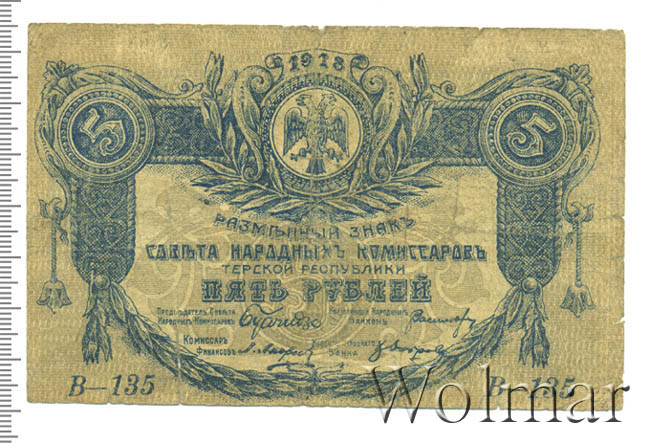 1918
5 5
РАЗМѢННЫЙ ЗНАКЪ
СОВѢТА НАРОДНЫХЪ КОМИССАРОВЪ
ТЕРСКОЙ РЕСПУБЛИКИ
ПЯТЬ РУБЛЕЙ
Предсѣдатель Совѣта
Народныхъ Комиссаровъ
Комиссаръ
Финансовъ
Банка
В—135 В—135
Wolmar